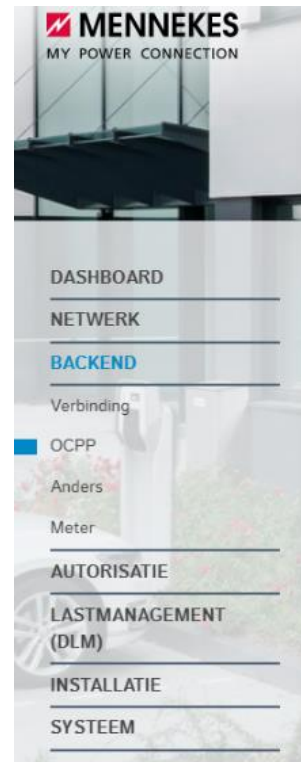 MENNEKES
MY POWER CONNECTION
DASHBOARD
NETWERK
BACKEND
Verbinding
OCPP
Anders
Meter
AUTORISATIE
LASTMANAGEMENT
(DLM)
INSTALLATIE
SYSTEEM